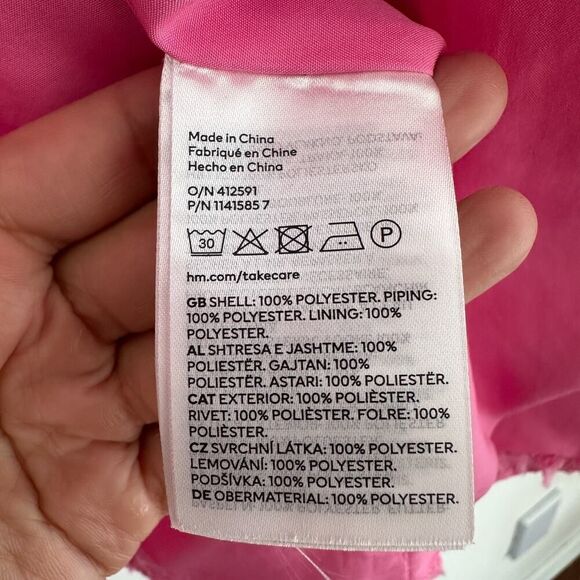 Made in China
Fabriqué en Chine
Hecho en China
O/N 412591
P/N 1141585 7
30 P
hm.com/takecare
GB SHELL: 100% POLYESTER. PIPING:
100% POLYESTER. LINING: 100%
POLYESTER.
AL SHTRESA E JASHTME: 100%
POLIESTËR. GAJTAN: 100%
POLIESTËR. ASTARI: 100% POLIESTËR.
CAT EXTERIOR: 100% POLIÈSTER.
RIVET: 100% POLIÈSTER. FOLRE: 100%
POLIÈSTER.
CZ SVRCHNÍ LÁTKA: 100% POLYESTER.
LEMOVÁNÍ: 100% POLYESTER.
PODŠÍVKA: 100% POLYESTER.
DE OBERMATERIAL: 100% POLYESTER.